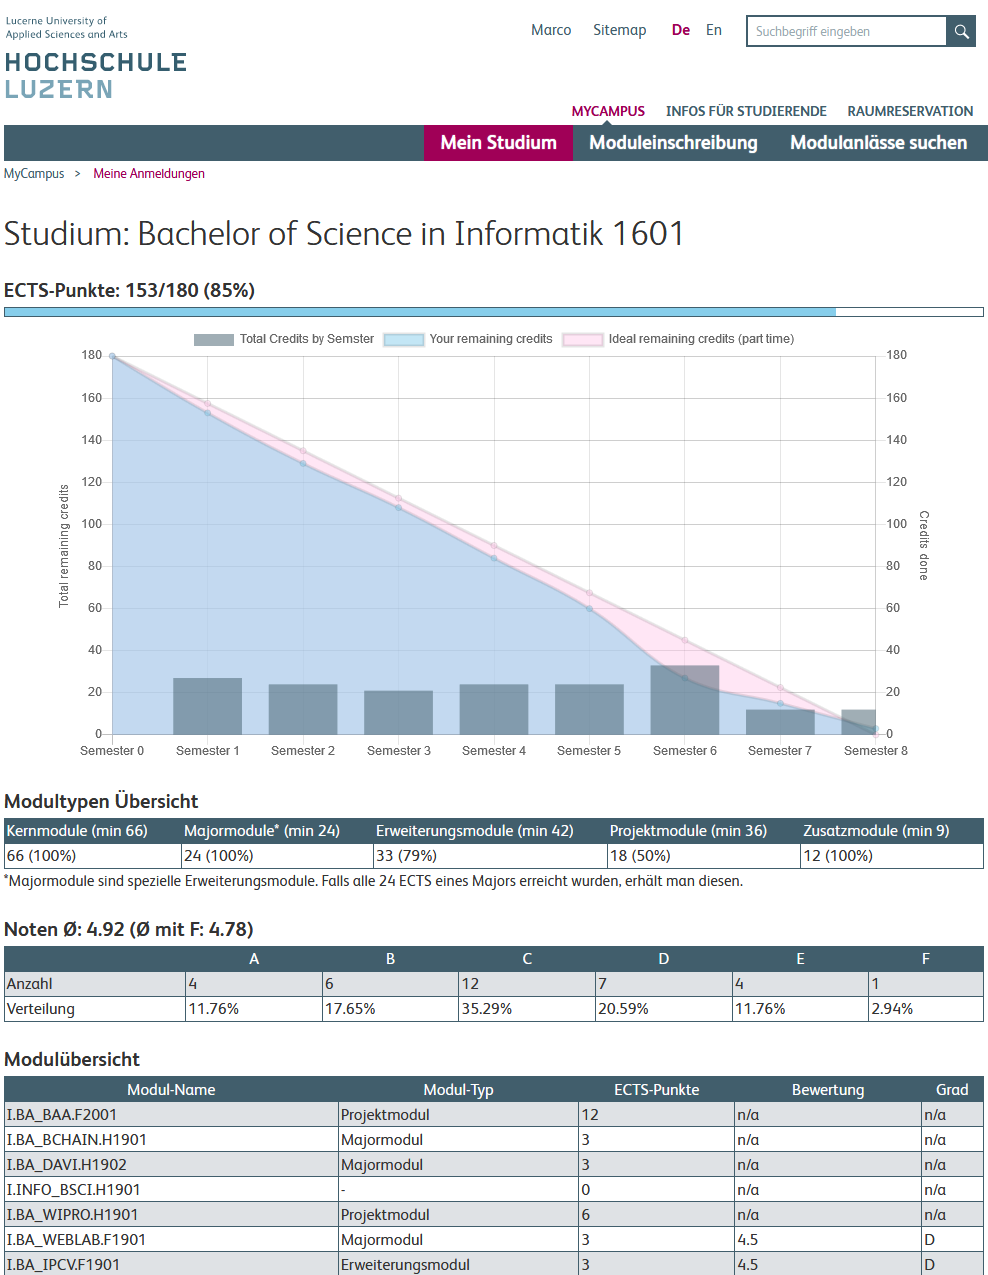 Lucerne University of
Applied Sciences and Arts
HOCHSCHULE
LUZERN
Marco Sitemap De En Suchbegriff eingeben
MYCAMPUS INFOS FÜR STUDIERENDE RAUMRESERVATION
Mein Studium Moduleinschreibung Modulanlässe suchen
MyCampus > Meine Anmeldungen
Studium: Bachelor of Science in Informatik 1601
ECTS-Punkte: 153/180 (85%)
Total Credits by Semster Your remaining credits Ideal remaining credits (part time)
180 180
160 160
140 140
120 120
100 100
80 80
60 60
40 40
20 20
0 0
Total remaining credits
Credits done
Semester 0 Semester 1 Semester 2 Semester 3 Semester 4 Semester 5 Semester 6 Semester 7 Semester 8
Modultypen Übersicht
Kernmodule (min 66) Majormodule* (min 24) Erweiterungsmodule (min 42) Projektmodule (min 36) Zusatzmodule (min 9)
66 (100%) 24 (100%) 33 (79%) 18 (50%) 12 (100%)
*Majormodule sind spezielle Erweiterungsmodule. Falls alle 24 ECTS eines Majors erreicht wurden, erhält man diesen.
Noten Ø: 4.92 (Ø mit F: 4.78)
A B C D E F
Anzahl 4 6 12 7 4 1
Verteilung 11.76% 17.65% 35.29% 20.59% 11.76% 2.94%
Modulübersicht
Modul-Name Modul-Typ ECTS-Punkte Bewertung Grad
I.BA_BAA.F2001 Projektmodul 12 n/a n/a
I.BA_BCHAIN.H1901 Majormodul 3 n/a n/a
I.BA_DAVI.H1902 Majormodul 3 n/a n/a
I.INFO_BSCI.H1901 - 0 n/a n/a
I.BA_WIPRO.H1901 Projektmodul 6 n/a n/a
I.BA_WEBLAB.F1901 Majormodul 3 4.5 D
I.BA_IPCV.F1901 Erweiterungsmodul 3 4.5 D